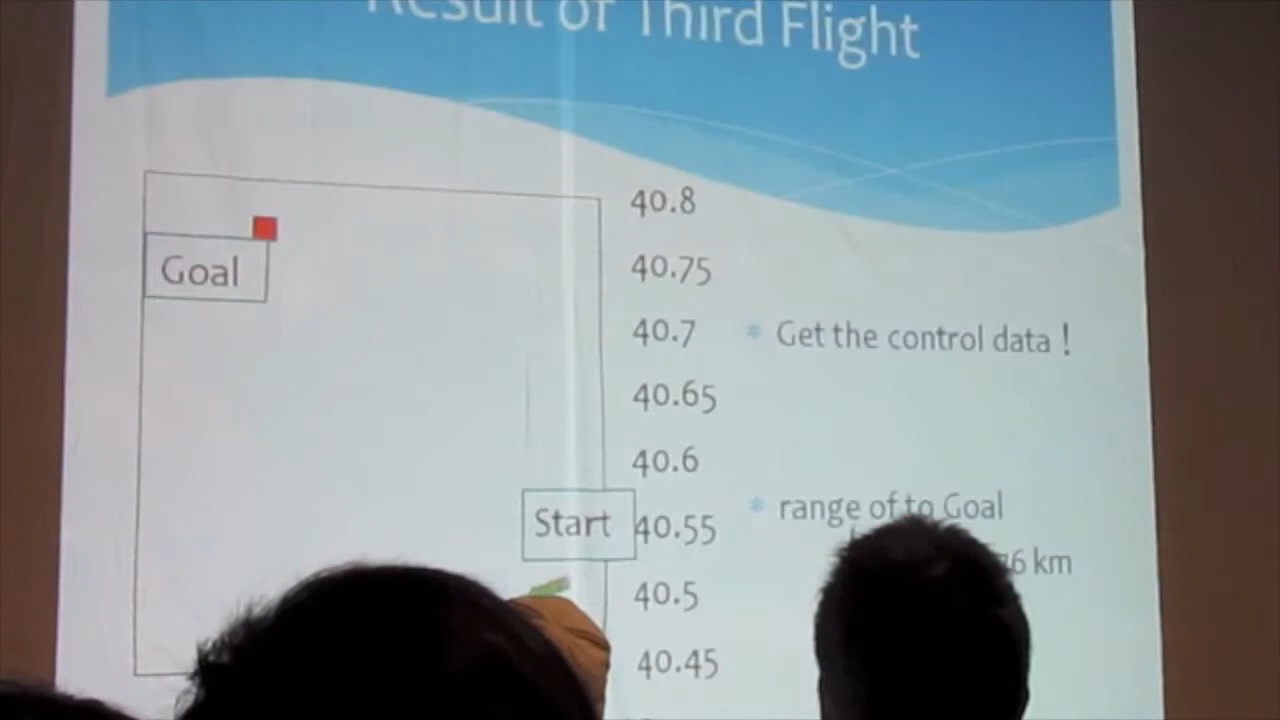 Result of Third Flight
40.8
Goal
40.75
40.7
Get the control data !
40.65
40.6
Start
40.55
range of to Goal
km
40.5
40.45